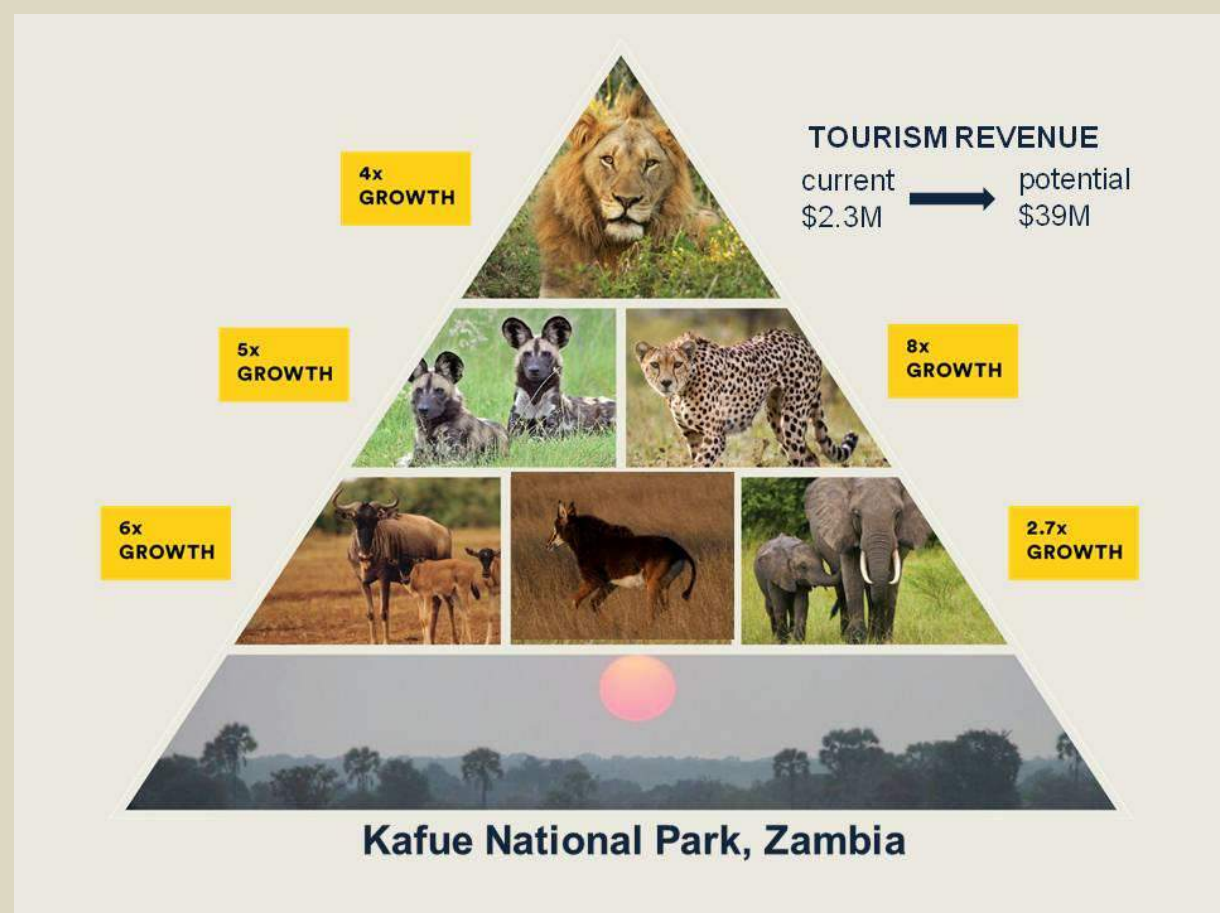 TOURISM REVENUE
current
$2.3M
potential
$39M
4x
GROWTH
5x
GROWTH
8x
GROWTH
6x
GROWTH
2.7x
GROWTH
Kafue National Park, Zambia